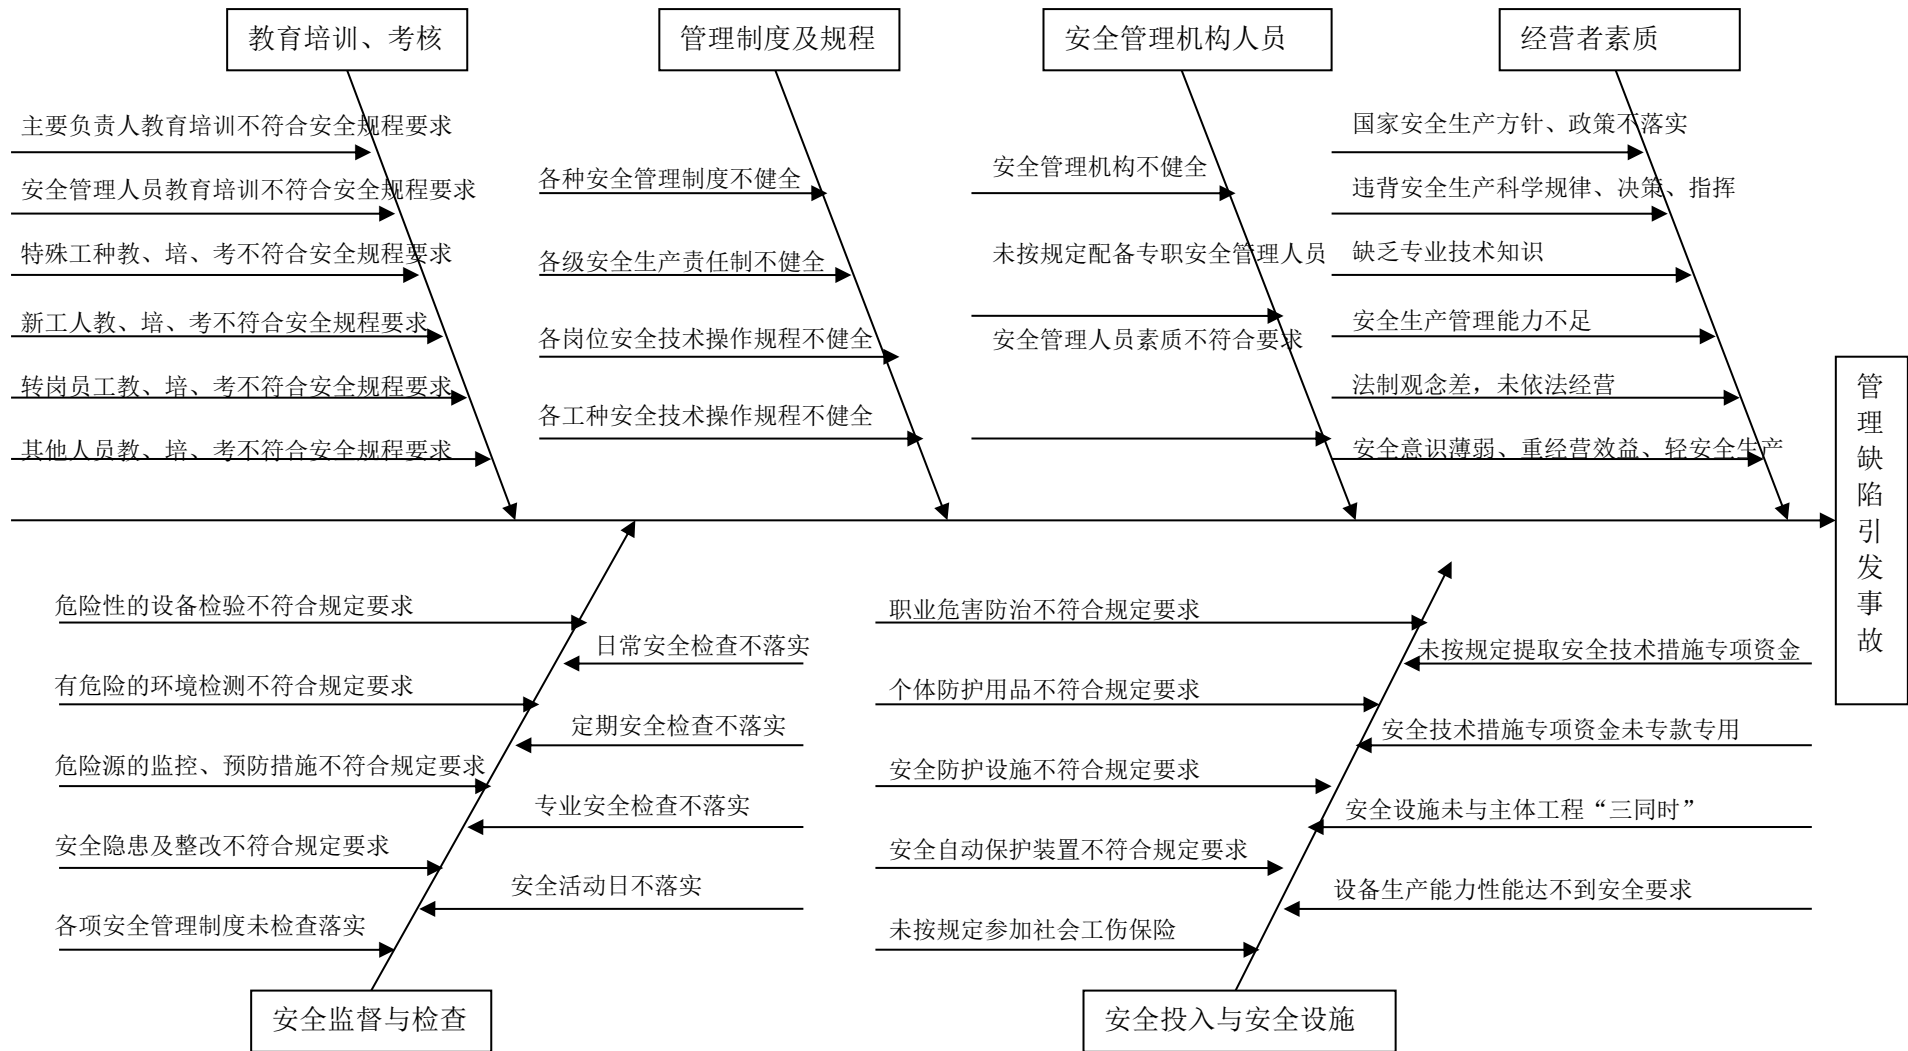 教育培训、考核
管理制度及规程
安全管理机构人员
经营者素质
主要负责人教育培训不符合安全规程要求
安全管理人员教育培训不符合安全规程要求
特殊工种教、培、考不符合安全规程要求
新工人教、培、考不符合安全规程要求
转岗员工教、培、考不符合安全规程要求
其他人员教、培、考不符合安全规程要求
各种安全管理制度不健全
各级安全生产责任制不健全
各岗位安全技术操作规程不健全
各工种安全技术操作规程不健全
安全管理机构不健全
未按规定配备专职安全管理人员
安全管理人员素质不符合要求
国家安全生产方针、政策不落实
违背安全生产科学规律、决策、指挥
缺乏专业技术知识
安全生产管理能力不足
法制观念差，未依法经营
安全意识薄弱、重经营效益、轻安全生产
管理缺陷引发事故
危险性的设备检验不符合规定要求
有危险的环境检测不符合规定要求
危险源的监控、预防措施不符合规定要求
安全隐患及整改不符合规定要求
各项安全管理制度未检查落实
日常安全检查不落实
定期安全检查不落实
专业安全检查不落实
安全活动日不落实
职业危害防治不符合规定要求
个体防护用品不符合规定要求
安全防护设施不符合规定要求
安全自动保护装置不符合规定要求
未按规定参加社会工伤保险
未按规定提取安全技术措施专项资金
安全技术措施专项资金未专款专用
安全设施未与主体工程“三同时”
设备生产能力性能达不到安全要求
安全监督与检查
安全投入与安全设施